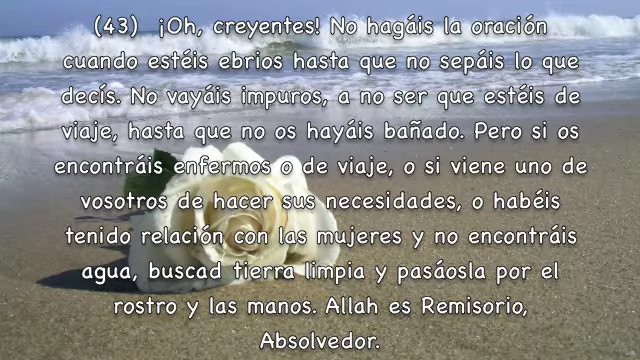 (43) ¡Oh, creyentes! No hagáis la oración
cuando estéis ebrios hasta que no sepáis lo que
decís. No vayáis impuros, a no ser que estéis de
viaje, hasta que no os hayáis bañado. Pero si os
encontráis enfermos o de viaje, o si viene uno de
vosotros de hacer sus necesidades, o habéis
tenido relación con las mujeres y no encontráis
agua, buscad tierra limpia y pasáosla por el
rostro y las manos. Allah es Remisorio,
Absolvedor.